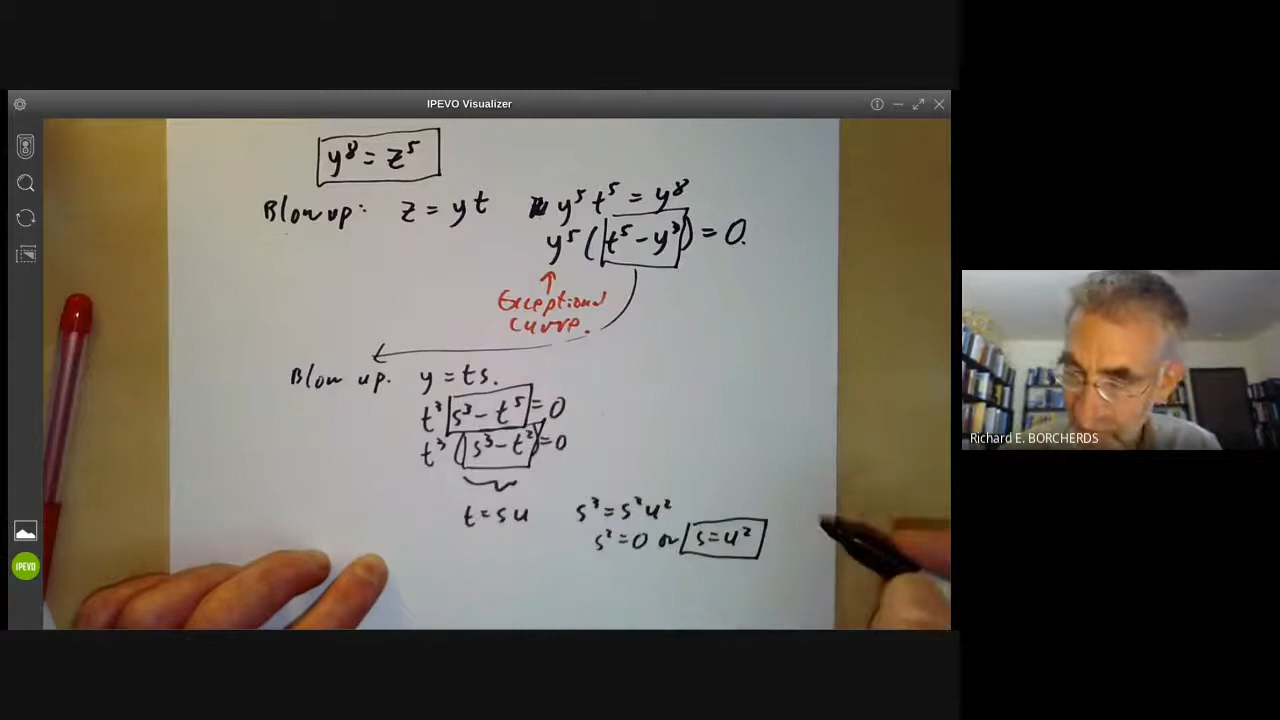 IPEVO Visualizer
y⁸ = z⁵
Blow up: z = yt y⁵t⁵ = y⁸
y⁵(t⁵ − y³) = 0.
Exceptional
curve.
Blow up. y = ts.
t³ s³ − t⁵ = 0
t³(s³ − t²) = 0
t = su s³ = s²u²
s² = 0 or s = u²
Richard E. BORCHERDS